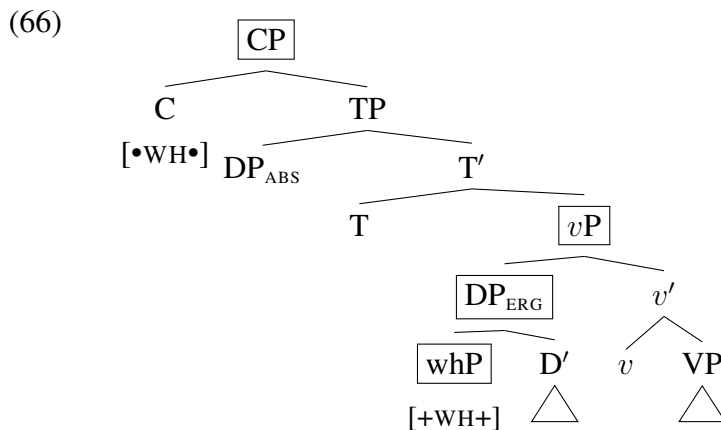 (66)
CP
C TP
[•WH•] DP_ABS T′
T vP
DP_ERG v′
whP D′ v VP
[+WH+]